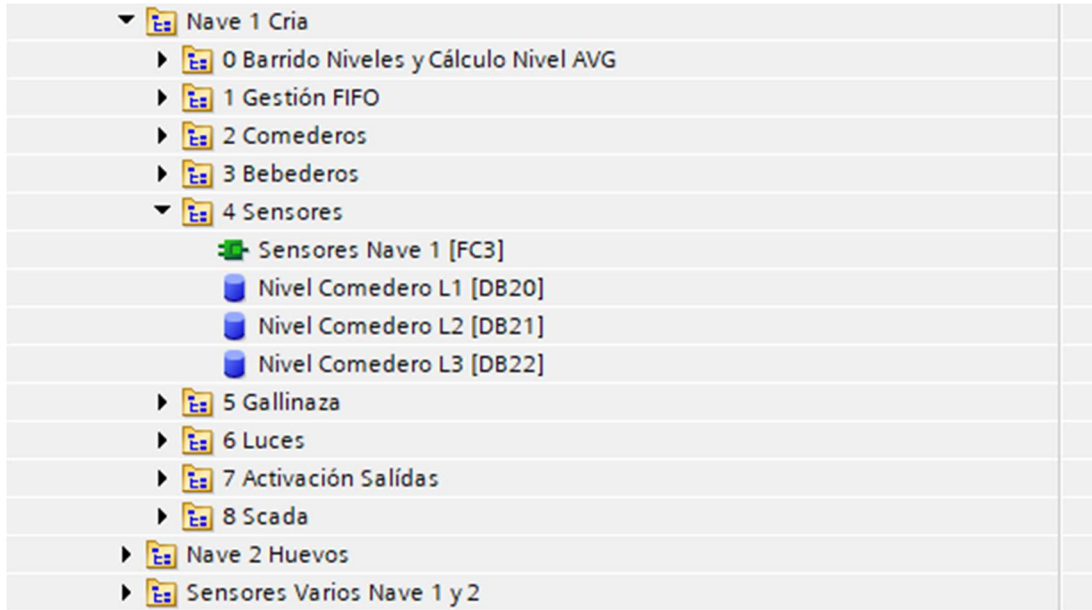 Nave 1 Cria
0 Barrido Niveles y Cálculo Nivel AVG
1 Gestión FIFO
2 Comederos
3 Bebederos
4 Sensores
Sensores Nave 1 [FC3]
Nivel Comedero L1 [DB20]
Nivel Comedero L2 [DB21]
Nivel Comedero L3 [DB22]
5 Gallinaza
6 Luces
7 Activación Salídas
8 Scada
Nave 2 Huevos
Sensores Varios Nave 1 y 2